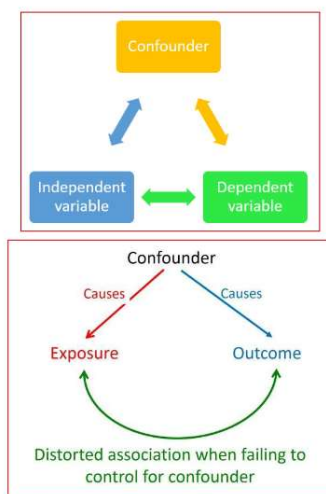 Confounder
Independent
variable
Dependent
variable
Confounder
Causes
Causes
Exposure
Outcome
Distorted association when failing to
control for confounder